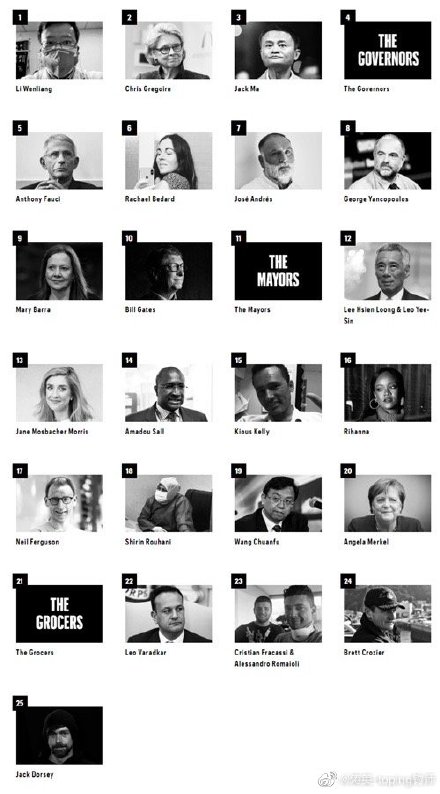 1
2
3
4
THE
GOVERNORS
Li Wenliang
Chris Gregoire
Jack Ma
The Governors
5
6
7
8
Anthony Fauci
Rachael Bedard
José Andrés
George Yancopoulos
9
10
11
12
THE
MAYORS
Mary Barra
Bill Gates
The Mayors
Lee Hsien Loong & Leo Yee-
Sin
13
14
15
16
Jane Mosbacher Morris
Amadou Sall
Kious Kelly
Rihanna
17
18
19
20
Neil Ferguson
Shirin Rouhani
Wang Chuanfu
Angela Merkel
21
22
23
24
THE
GROCERS
The Grocers
Leo Varadkar
Cristian Fracassi &
Alessandro Romaioli
Brett Crozier
25
Jack Dorsey